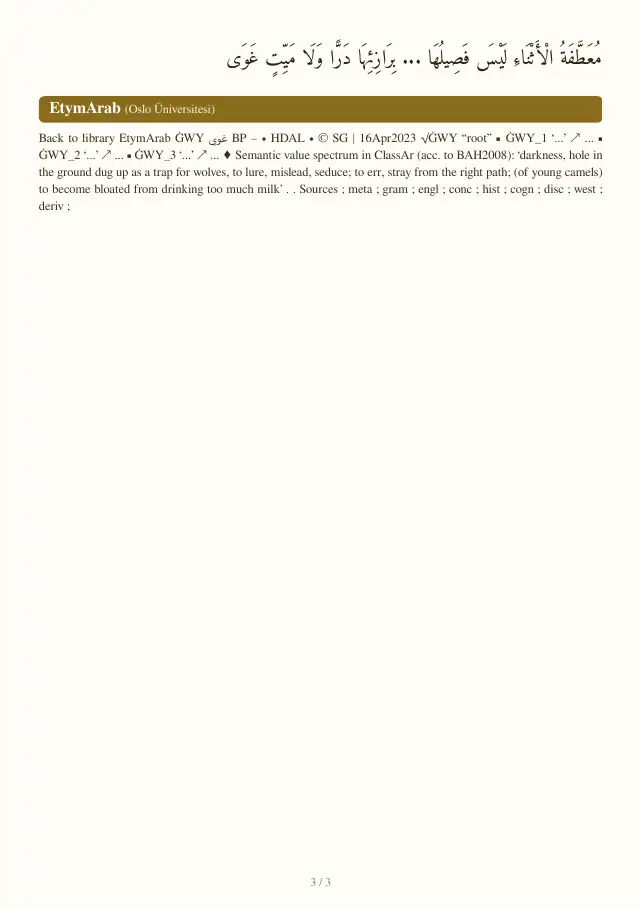 مُعَطَّفَةُ الْأَثْنَاءِ لَيْسَ فَصِيلُهَا ... بِرَازِئِهَا دَرًّا وَلَا مَيِّتٍ غَوَى
EtymArab (Oslo Üniversitesi)
Back to library EtymArab ĠWY غوي BP – • HDAL • © SG | 16Apr2023 √ĠWY “root” ▪ ĠWY_1 ‘...’ ↗ ... ▪
ĠWY_2 ‘...’ ↗ ... ▪ ĠWY_3 ‘...’ ↗ ... ♦ Semantic value spectrum in ClassAr (acc. to BAH2008): ‘darkness, hole in
the ground dug up as a trap for wolves, to lure, mislead, seduce; to err, stray from the right path; (of young camels)
to become bloated from drinking too much milk’ . . Sources ; meta ; gram ; engl ; conc ; hist ; cogn ; disc ; west ;
deriv ;
3 / 3